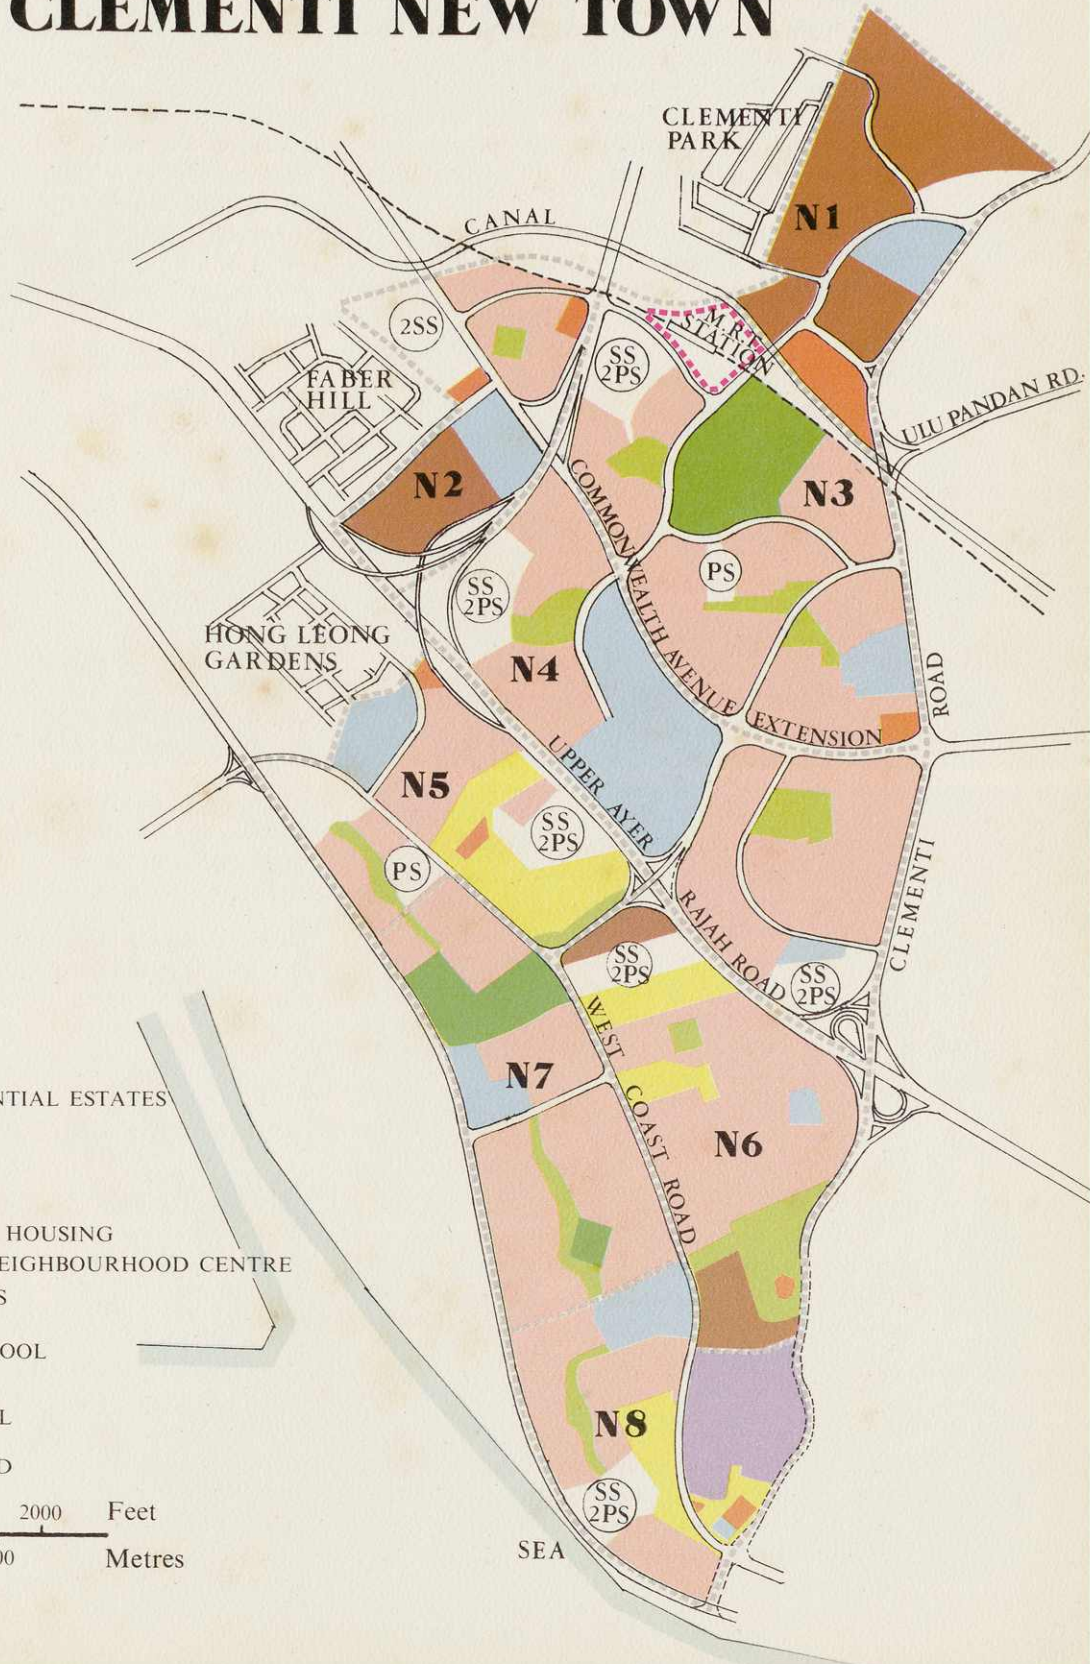 CLEMENTI NEW TOWN
CLEMENTI
PARK
N1
CANAL
M.R.T.
STATION
2SS
SS
2PS
FABER
HILL
ULU PANDAN RD.
N2
N3
COMMONWEALTH AVENUE EXTENSION
PS
SS
2PS
HONG LEONG
GARDENS
N4
ROAD
UPPER AYER RAJAH ROAD
N5
SS
2PS
PS
CLEMENTI
SS
2PS
SS
2PS
WEST COAST ROAD
N7
NTIAL ESTATES
N6
HOUSING
EIGHBOURHOOD CENTRE
S
OOL
L
N8
D
SS
2PS
2000 Feet
SEA
00 Metres